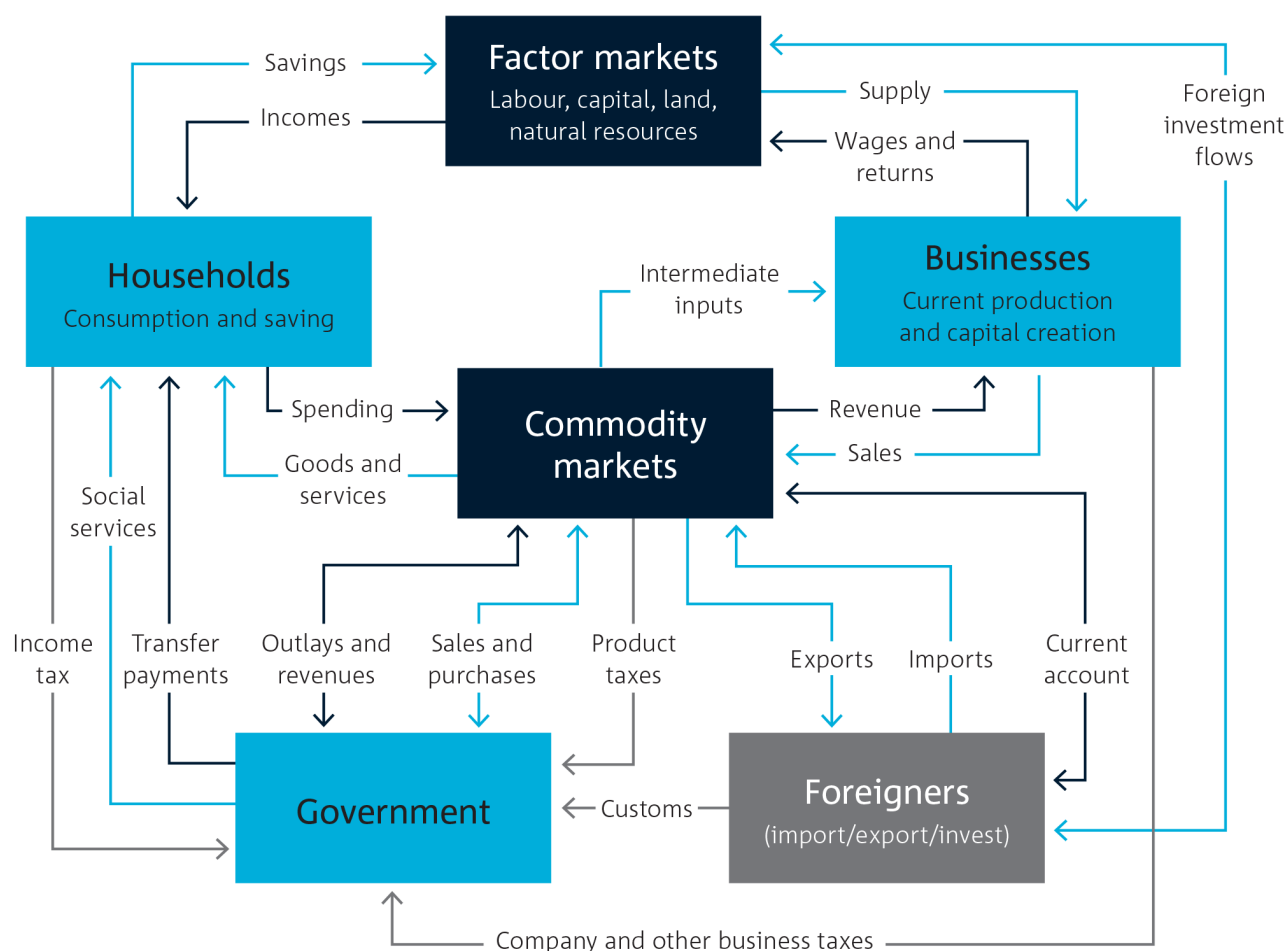 Factor markets
Labour, capital, land,
natural resources
Savings
Incomes
Supply
Wages and
returns
Foreign
investment
flows
Households
Consumption and saving
Businesses
Current production
and capital creation
Intermediate
inputs
Spending
Goods and
services
Commodity
markets
Revenue
Sales
Social
services
Income
tax
Transfer
payments
Outlays and
revenues
Sales and
purchases
Product
taxes
Exports
Imports
Current
account
Government
Customs
Foreigners
(import/export/invest)
Company and other business taxes